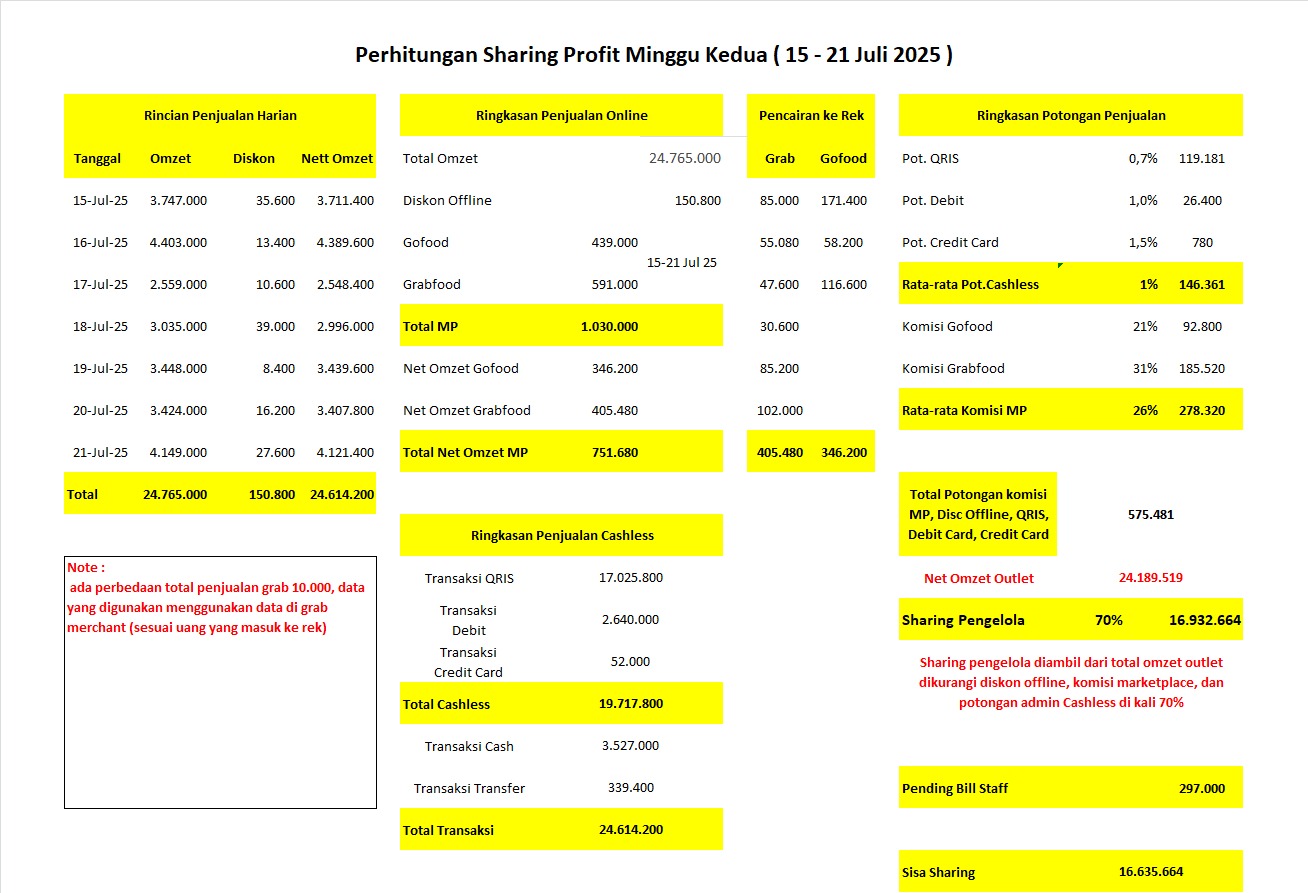 Perhitungan Sharing Profit Minggu Kedua ( 15 - 21 Juli 2025 )
Rincian Penjualan Harian
Tanggal Omzet Diskon Nett Omzet
15-Jul-25 3.747.000 35.600 3.711.400
16-Jul-25 4.403.000 13.400 4.389.600
17-Jul-25 2.559.000 10.600 2.548.400
18-Jul-25 3.035.000 39.000 2.996.000
19-Jul-25 3.448.000 8.400 3.439.600
20-Jul-25 3.424.000 16.200 3.407.800
21-Jul-25 4.149.000 27.600 4.121.400
Total 24.765.000 150.800 24.614.200
Note :
ada perbedaan total penjualan grab 10.000, data
yang digunakan menggunakan data di grab
merchant (sesuai uang yang masuk ke rek)
Ringkasan Penjualan Online
Total Omzet 24.765.000
Diskon Offline 150.800
Gofood 439.000
15-21 Jul 25
Grabfood 591.000
Total MP 1.030.000
Net Omzet Gofood 346.200
Net Omzet Grabfood 405.480
Total Net Omzet MP 751.680
Ringkasan Penjualan Cashless
Transaksi QRIS 17.025.800
Transaksi
Debit 2.640.000
Transaksi
Credit Card 52.000
Total Cashless 19.717.800
Transaksi Cash 3.527.000
Transaksi Transfer 339.400
Total Transaksi 24.614.200
Pencairan ke Rek
Grab Gofood
85.000 171.400
55.080 58.200
47.600 116.600
30.600
85.200
102.000
405.480 346.200
Ringkasan Potongan Penjualan
Pot. QRIS 0,7% 119.181
Pot. Debit 1,0% 26.400
Pot. Credit Card 1,5% 780
Rata-rata Pot.Cashless 1% 146.361
Komisi Gofood 21% 92.800
Komisi Grabfood 31% 185.520
Rata-rata Komisi MP 26% 278.320
Total Potongan komisi
MP, Disc Offline, QRIS,
Debit Card, Credit Card
575.481
Net Omzet Outlet 24.189.519
Sharing Pengelola 70% 16.932.664
Sharing pengelola diambil dari total omzet outlet
dikurangi diskon offline, komisi marketplace, dan
potongan admin Cashless di kali 70%
Pending Bill Staff 297.000
Sisa Sharing 16.635.664